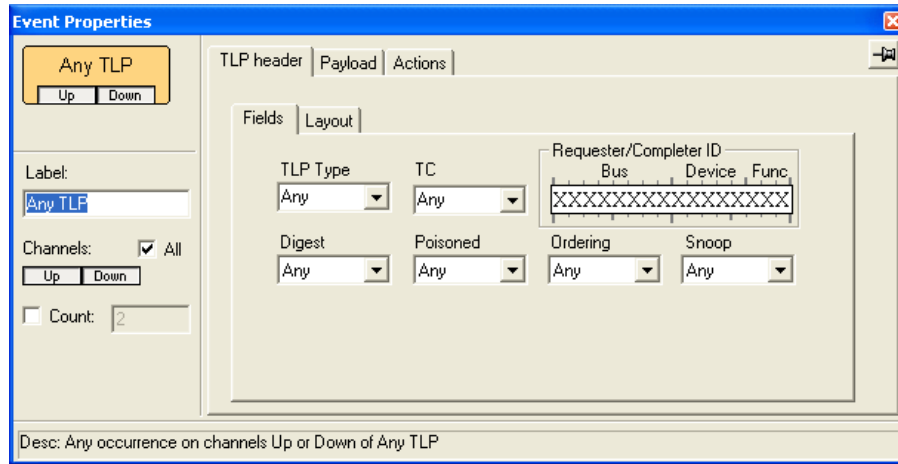 Event Properties
Any TLP
Up Down
TLP header Payload Actions
Fields Layout
Label:
Any TLP
Channels: All
Up Down
Count: 2
TLP Type TC
Any Any
Requester/Completer ID
Bus Device Func
XXXXXXXXXXXXXXXX
Digest Poisoned Ordering Snoop
Any Any Any Any
Desc: Any occurrence on channels Up or Down of Any TLP